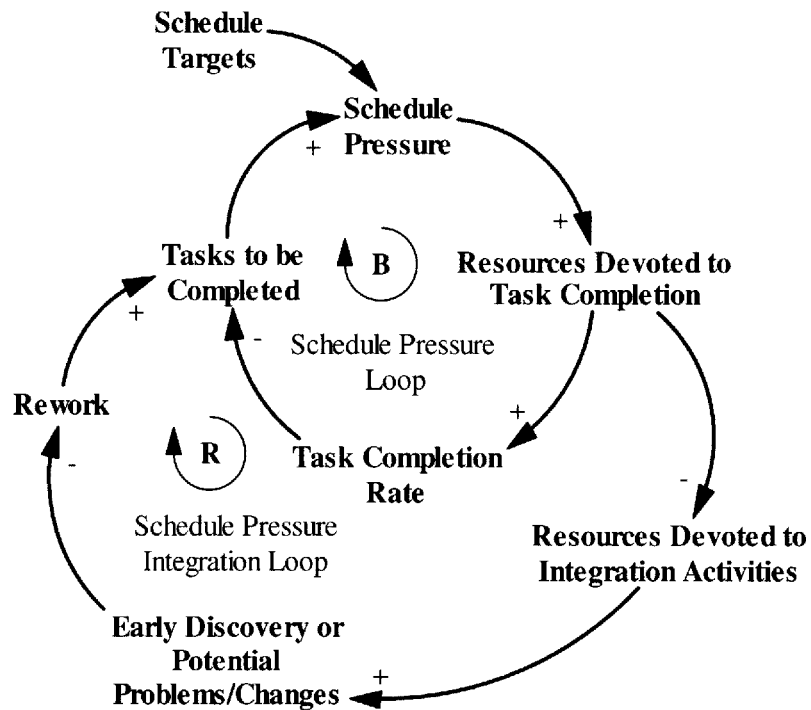 Schedule
Targets
Schedule
Pressure
+
+
Tasks to be
Completed
B
Resources Devoted to
Task Completion
+
-
Schedule Pressure
Loop
Rework
R
+
Task Completion
Rate
-
-
Schedule Pressure
Integration Loop
Resources Devoted to
Integration Activities
Early Discovery or
Potential
Problems/Changes
+